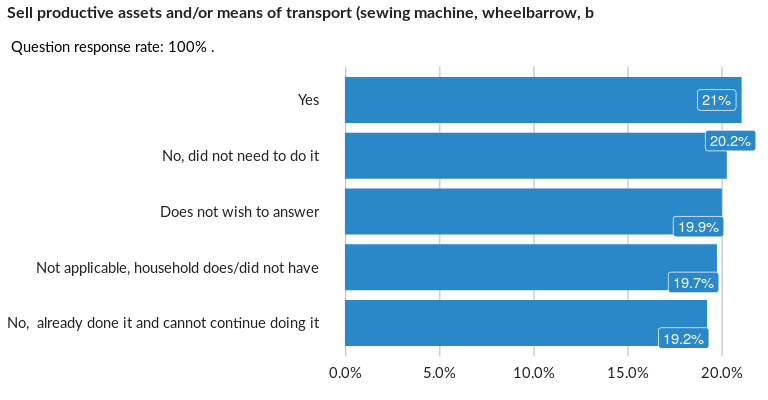 Sell productive assets and/or means of transport (sewing machine, wheelbarrow, b
Question response rate: 100% .
Yes
21%
No, did not need to do it
20.2%
Does not wish to answer
19.9%
Not applicable, household does/did not have
19.7%
No,  already done it and cannot continue doing it
19.2%
0.0% 5.0% 10.0% 15.0% 20.0%